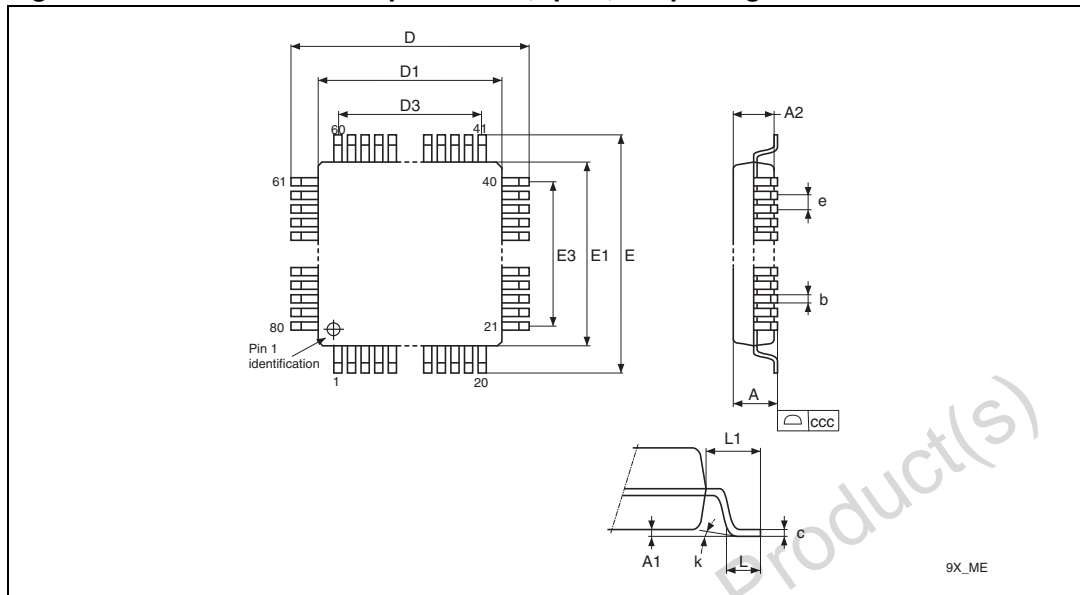 D
D1
D3
60
41
A2
61
40
e
E3
E1
E
b
80
21
Pin 1
identification
1
20
A
ccc
L1
c
A1
k
L
Product(s)
9X_ME